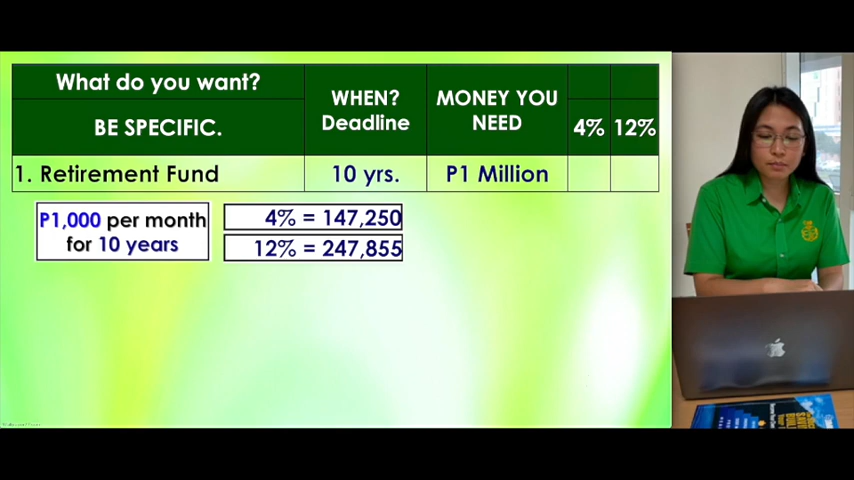 What do you want?
BE SPECIFIC.
WHEN?
Deadline
MONEY YOU
NEED
4% 12%
1. Retirement Fund 10 yrs. P1 Million
P1,000 per month
for 10 years
4% = 147,250
12% = 247,855